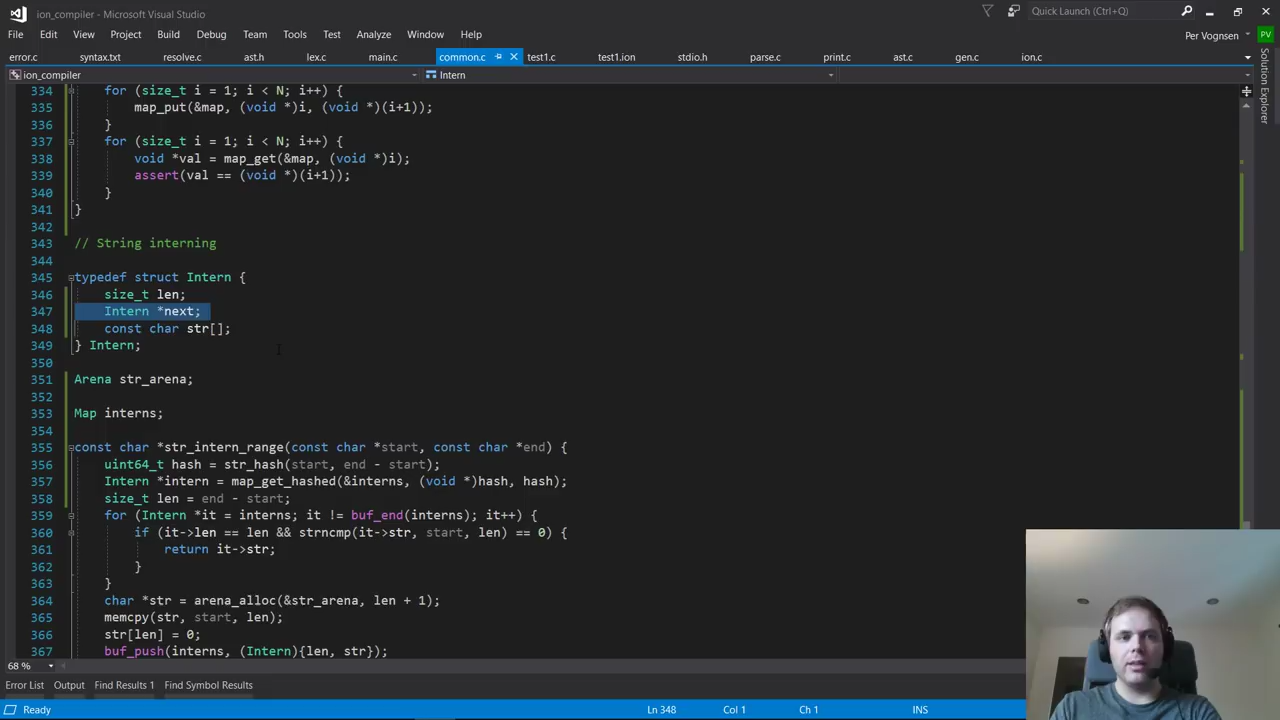 ion_compiler - Microsoft Visual Studio
Quick Launch (Ctrl+Q)
File Edit View Project Build Debug Team Tools Test Analyze Window Help
Per Vognsen PV
error.c syntax.txt resolve.c ast.h lex.c main.c common.c test1.c test1.ion stdio.h parse.c print.c ast.c gen.c ion.c
Solution Explorer
ion_compiler Intern
334 for (size_t i = 1; i < N; i++) {
335 map_put(&map, (void *)i, (void *)(i+1));
336 }
337 for (size_t i = 1; i < N; i++) {
338 void *val = map_get(&map, (void *)i);
339 assert(val == (void *)(i+1));
340 }
341 }
342
343 // String interning
344
345 typedef struct Intern {
346 size_t len;
347 Intern *next;
348 const char str[];
349 } Intern;
350
351 Arena str_arena;
352
353 Map interns;
354
355 const char *str_intern_range(const char *start, const char *end) {
356 uint64_t hash = str_hash(start, end - start);
357 Intern *intern = map_get_hashed(&interns, (void *)hash, hash);
358 size_t len = end - start;
359 for (Intern *it = interns; it != buf_end(interns); it++) {
360 if (it->len == len && strncmp(it->str, start, len) == 0) {
361 return it->str;
362 }
363 }
364 char *str = arena_alloc(&str_arena, len + 1);
365 memcpy(str, start, len);
366 str[len] = 0;
367 buf_push(interns, (Intern){len, str});
68 %
Error List Output Find Results 1 Find Symbol Results
Ready Ln 348 Col 1 Ch 1 INS